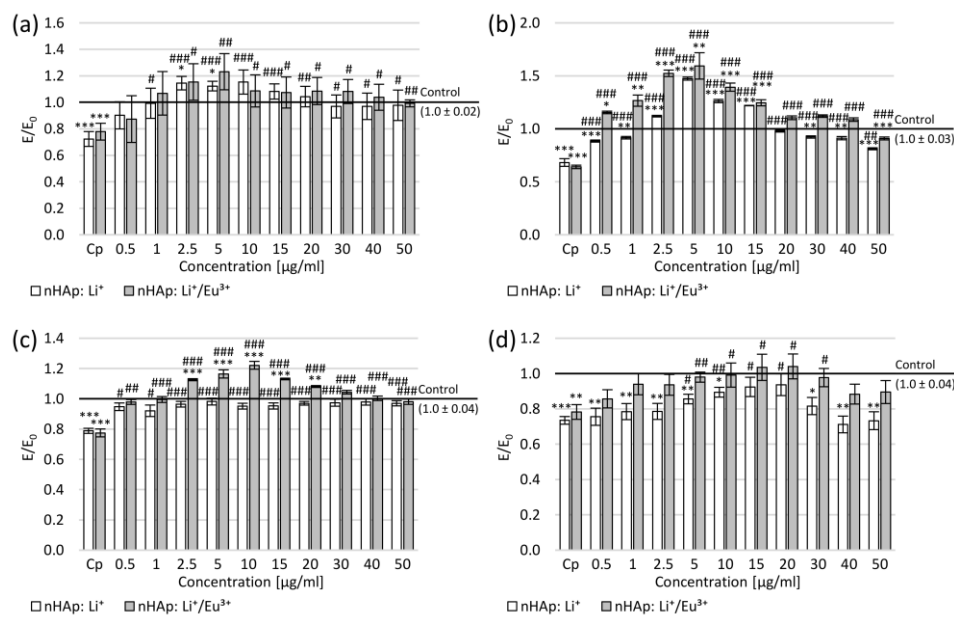 (a)
1.6
1.4
1.2
1.0
0.8
0.6
0.4
0.2
0.0
E/E₀
*** *** # ### * # ### * ## ### # ### # ## # # # # # # ##
Control
(1.0 ± 0.02)
Cp 0.5 1 2.5 5 10 15 20 30 40 50
Concentration [µg/ml]
nHAp: Li⁺ nHAp: Li⁺/Eu³⁺
(b)
2.0
1.5
1.0
0.5
0.0
E/E₀
*** *** ### *** ### * ### ** ### ** ### *** ### *** ### *** ### ** ### *** ### *** ### *** ### *** ### ### ### ** ### ### ** ### ## *** ### ***
Control
(1.0 ± 0.03)
Cp 0.5 1 2.5 5 10 15 20 30 40 50
Concentration [µg/ml]
nHAp: Li⁺ nHAp: Li⁺/Eu³⁺
(c)
1.4
1.2
1.0
0.8
0.6
0.4
0.2
0.0
E/E₀
*** *** # ## # ### ### ### *** ### ### *** ### ### *** ### ### *** ### ### ** ### ### ### ### ### ###
Control
(1.0 ± 0.04)
Cp 0.5 1 2.5 5 10 15 20 30 40 50
Concentration [µg/ml]
nHAp: Li⁺ nHAp: Li⁺/Eu³⁺
(d)
1.2
1.0
0.8
0.6
0.4
0.2
0.0
E/E₀
*** ** ** ** ** # ** ## ## * # # # # # ** # ** **
Control
(1.0 ± 0.04)
Cp 0.5 1 2.5 5 10 15 20 30 40 50
Concentration [µg/ml]
nHAp: Li⁺ nHAp: Li⁺/Eu³⁺